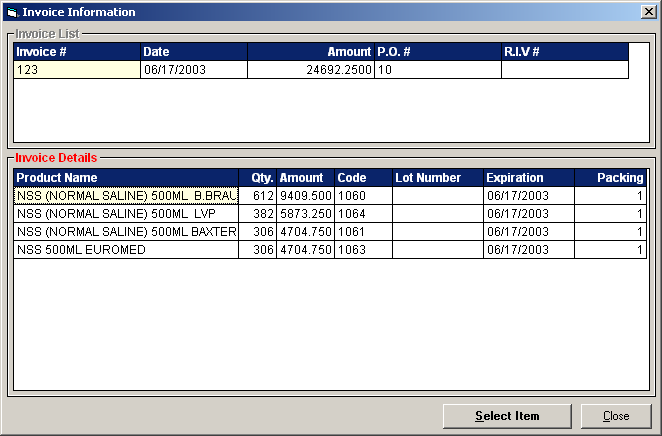 Invoice Information
Invoice List
Invoice # Date Amount P.O. # R.I.V #
123 06/17/2003 24692.2500 10
Invoice Details
Product Name Qty. Amount Code Lot Number Expiration Packing
NSS (NORMAL SALINE) 500ML B.BRAU 612 9409.500 1060 06/17/2003 1
NSS (NORMAL SALINE) 500ML LVP 382 5873.250 1064 06/17/2003 1
NSS (NORMAL SALINE) 500ML BAXTER 306 4704.750 1061 06/17/2003 1
NSS 500ML EUROMED 306 4704.750 1063 06/17/2003 1
Select Item Close